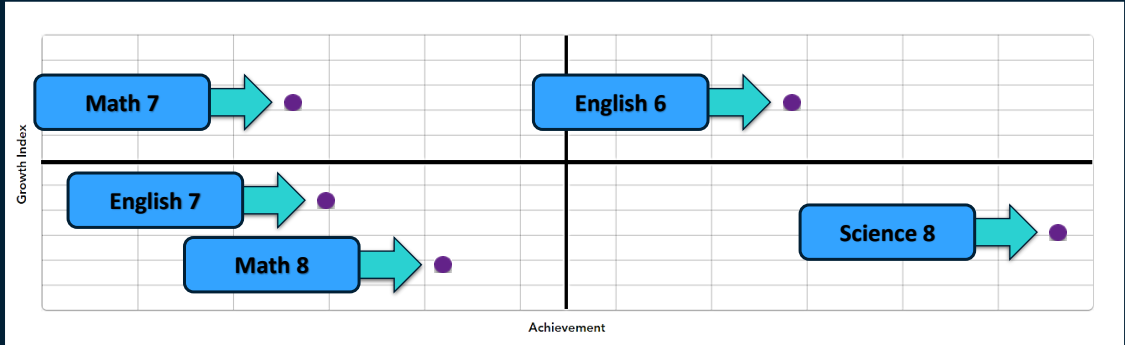 Math 7
English 6
Growth Index
English 7
Science 8
Math 8
Achievement